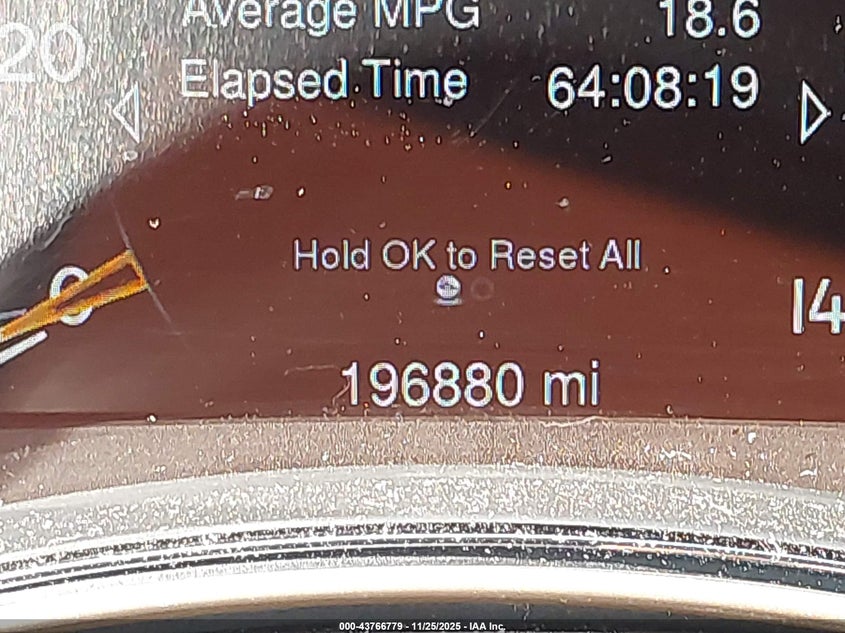 Average MPG 18.6
20
Elapsed Time 64:08:19
Hold OK to Reset All
0
14
196880 mi
000-43766779 - 11/25/2025 - IAA Inc.